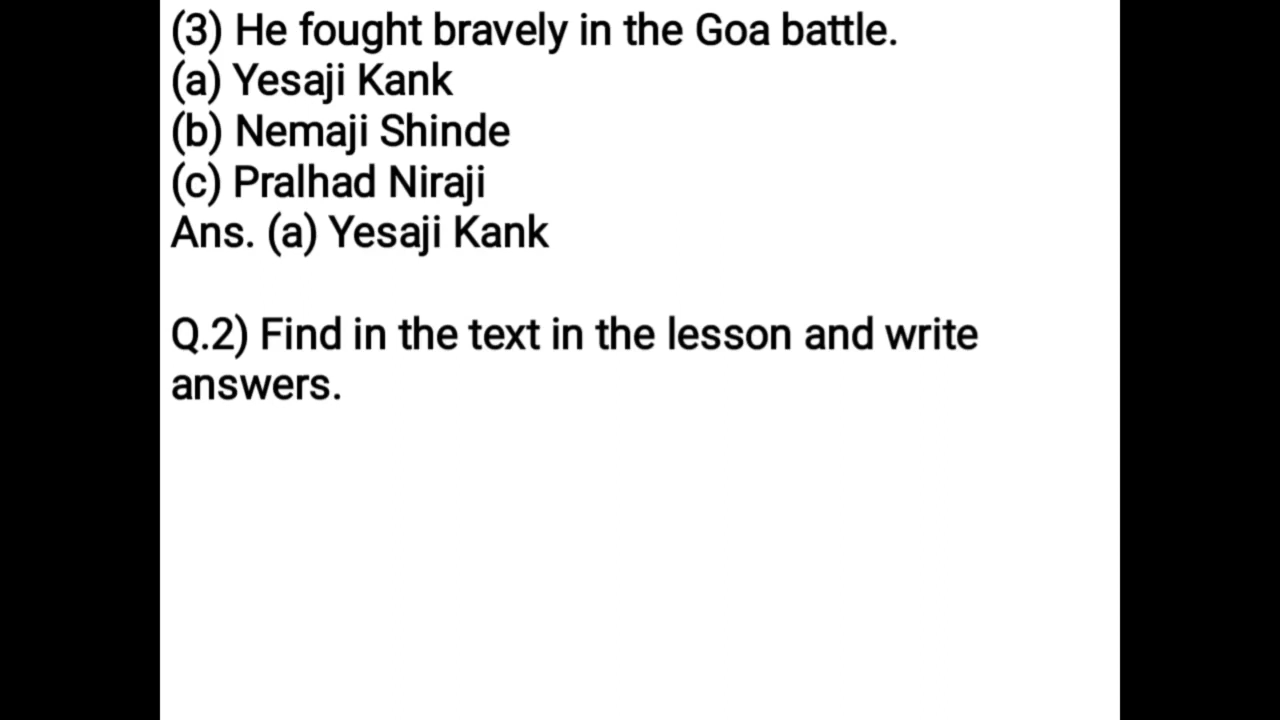 (3) He fought bravely in the Goa battle.
(a) Yesaji Kank
(b) Nemaji Shinde
(c) Pralhad Niraji
Ans. (a) Yesaji Kank
Q.2) Find in the text in the lesson and write
answers.